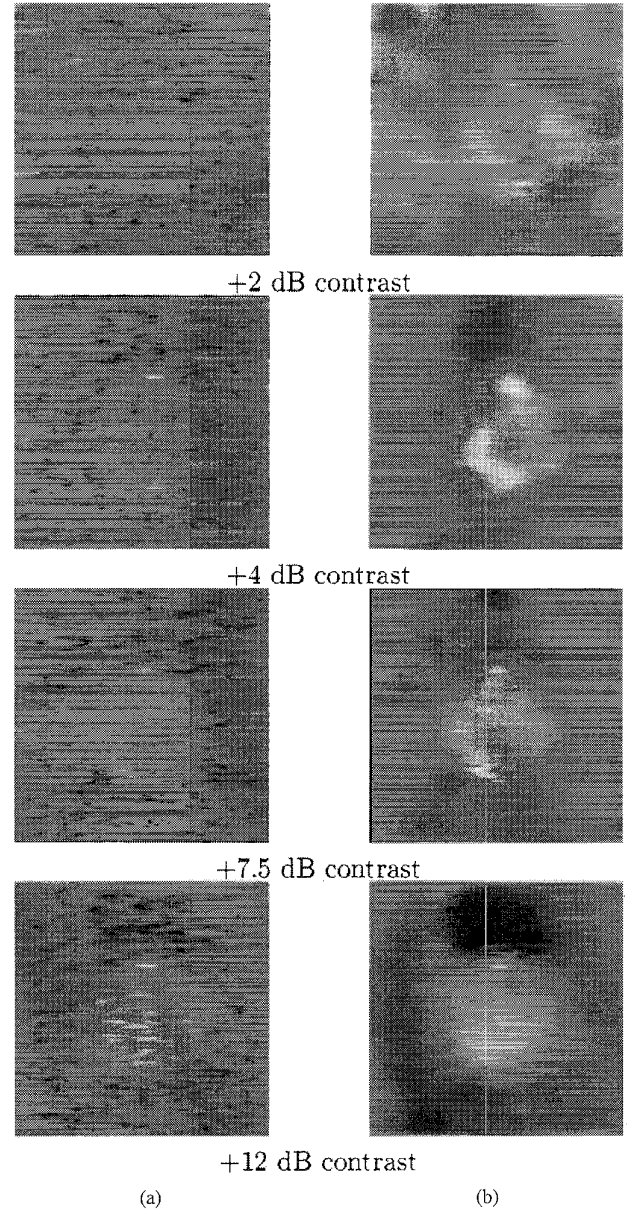 +2 dB contrast
+4 dB contrast
+7.5 dB contrast
+12 dB contrast
(a) (b)